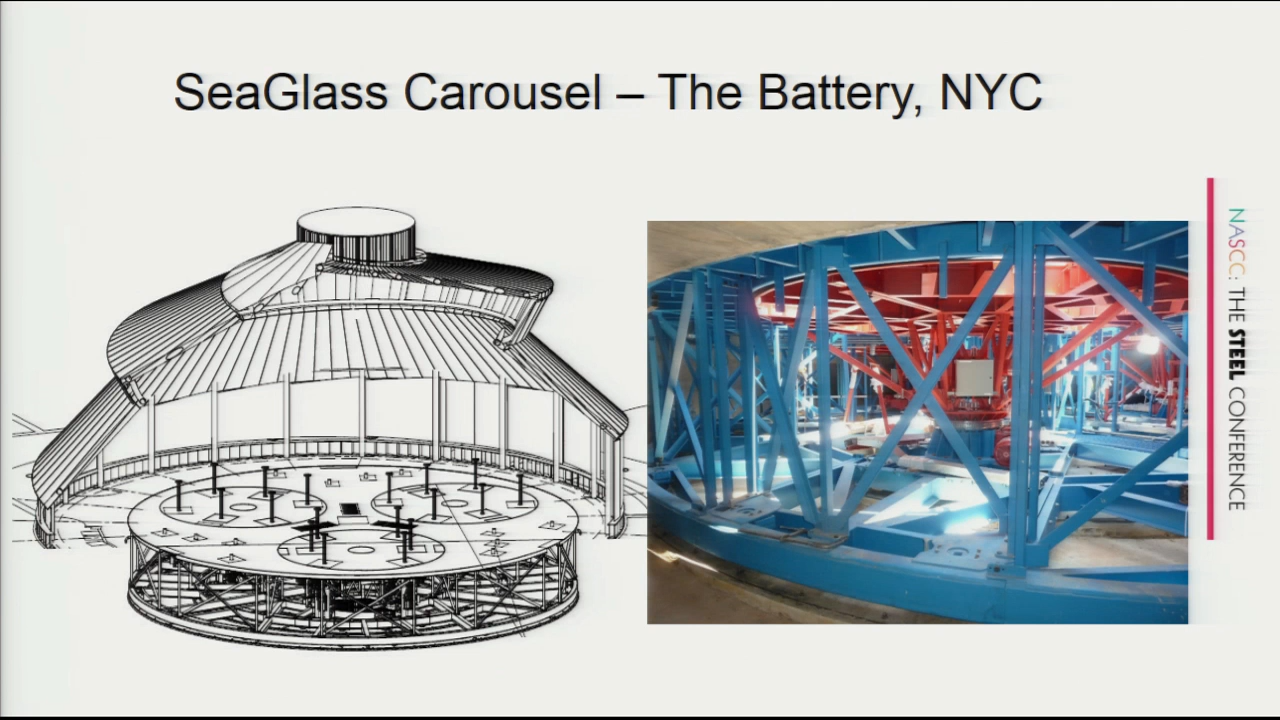 SeaGlass Carousel – The Battery, NYC
NASCC: THE STEEL CONFERENCE